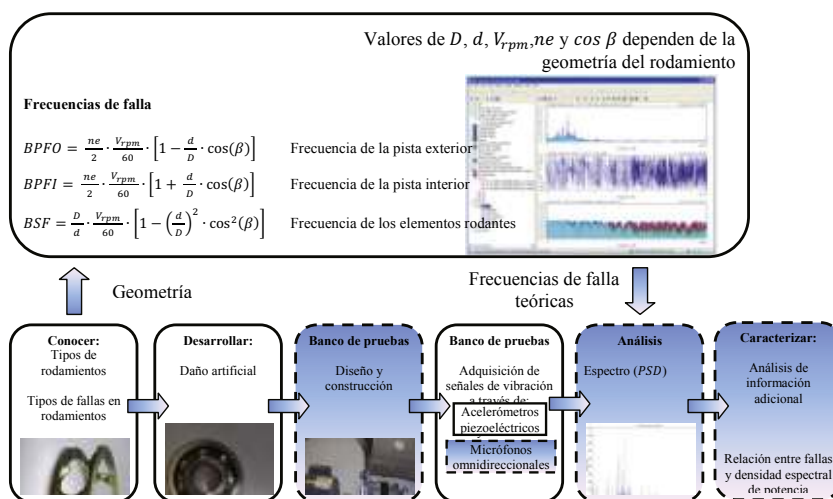 Valores de D, d, V_rpm,ne y cos β dependen de la
geometría del rodamiento
Frecuencias de falla
BPFO = ne/2 · V_rpm/60 · [1 − d/D · cos(β)] Frecuencia de la pista exterior
BPFI = ne/2 · V_rpm/60 · [1 + d/D · cos(β)] Frecuencia de la pista interior
BSF = D/d · V_rpm/60 · [1 − (d/D)² · cos²(β)] Frecuencia de los elementos rodantes
Geometría
Frecuencias de falla
teóricas
Conocer:
Tipos de
rodamientos
Tipos de fallas en
rodamientos
Desarrollar:
Daño artificial
Banco de pruebas
Diseño y
construcción
Banco de pruebas
Adquisición de
señales de vibración
a través de:
Acelerómetros
piezoeléctricos
Micrófonos
omnidireccionales
Análisis
Espectro (PSD)
Caracterizar:
Análisis de
información
adicional
Relación entre fallas
y densidad espectral
de potencia